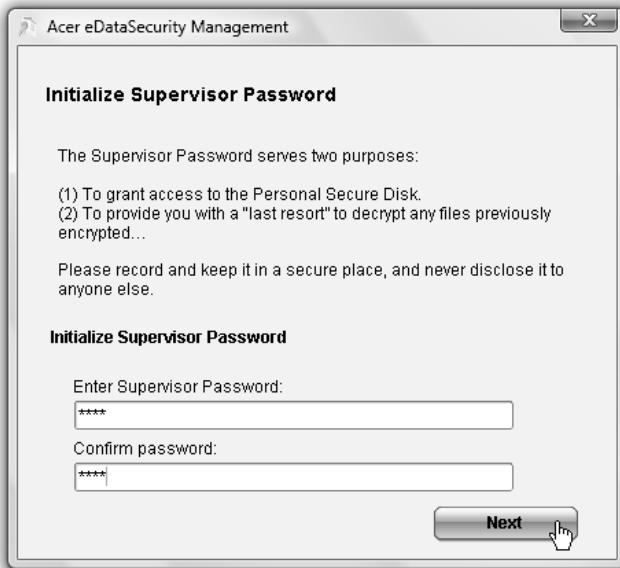 Acer eDataSecurity Management
X
Initialize Supervisor Password
The Supervisor Password serves two purposes:
(1) To grant access to the Personal Secure Disk.
(2) To provide you with a "last resort" to decrypt any files previously
encrypted...
Please record and keep it in a secure place, and never disclose it to
anyone else.
Initialize Supervisor Password
Enter Supervisor Password:
****
Confirm password:
****
Next